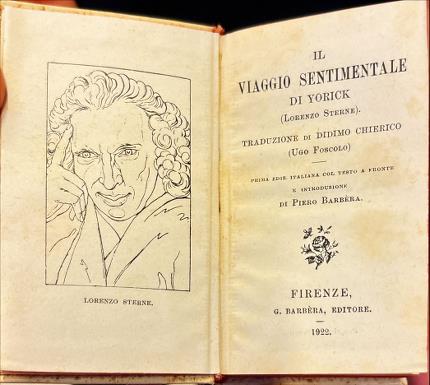 LORENZO STERNE.
IL
VIAGGIO SENTIMENTALE
DI YORICK
(Lorenzo Sterne).
TRADUZIONE DI DIDIMO CHIERICO
(Ugo Foscolo)
PRIMA EDIZ. ITALIANA COL TESTO A FRONTE
E INTRODUZIONE
DI Piero Barbèra.
FIRENZE,
G. BARBÈRA, EDITORE.
1922.